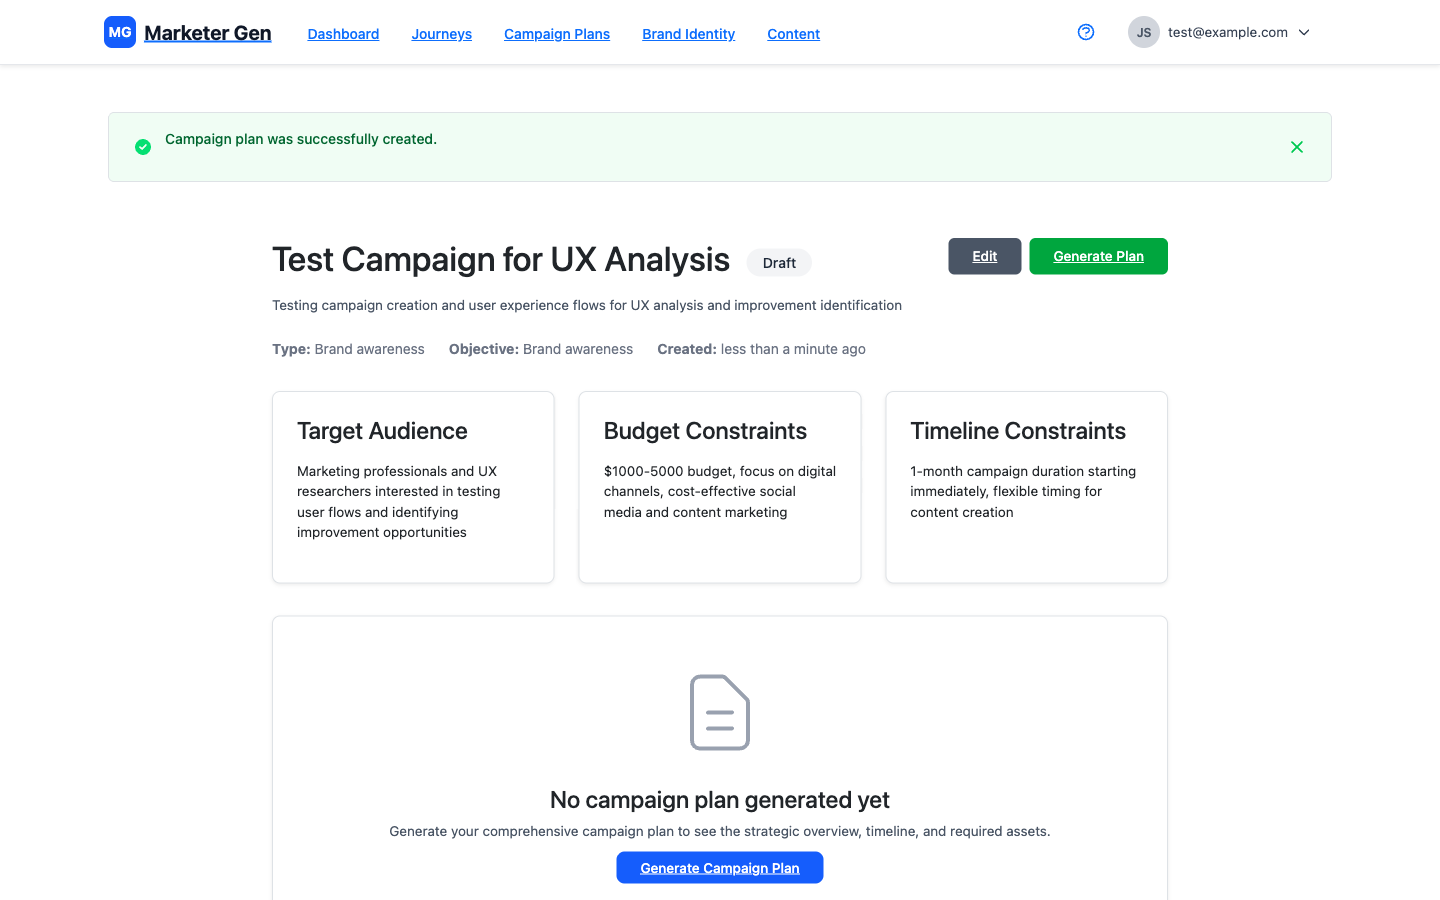 MG Marketer Gen Dashboard Journeys Campaign Plans Brand Identity Content JS test@example.com
Campaign plan was successfully created.
Test Campaign for UX Analysis Draft Edit Generate Plan
Testing campaign creation and user experience flows for UX analysis and improvement identification
Type: Brand awareness Objective: Brand awareness Created: less than a minute ago
Target Audience
Marketing professionals and UX
researchers interested in testing
user flows and identifying
improvement opportunities
Budget Constraints
$1000-5000 budget, focus on digital
channels, cost-effective social
media and content marketing
Timeline Constraints
1-month campaign duration starting
immediately, flexible timing for
content creation
No campaign plan generated yet
Generate your comprehensive campaign plan to see the strategic overview, timeline, and required assets.
Generate Campaign Plan